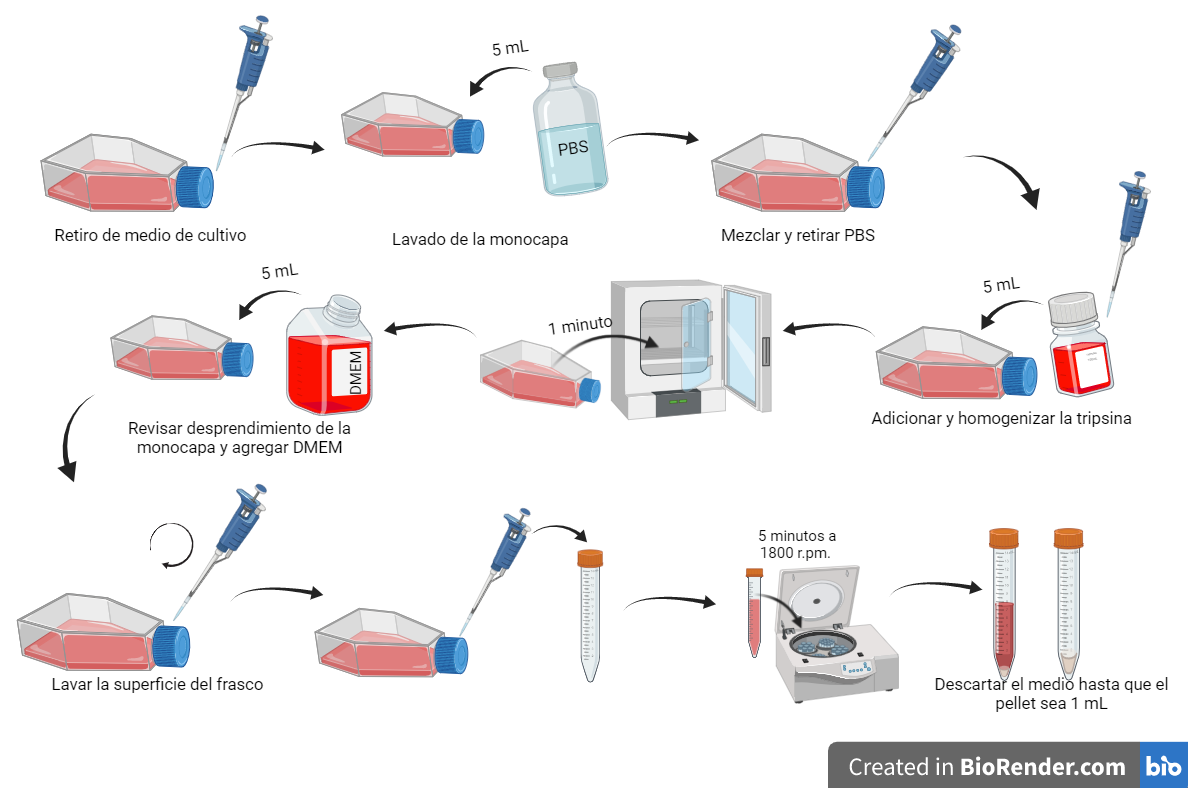 5 mL
PBS
Retiro de medio de cultivo
Lavado de la monocapa
Mezclar y retirar PBS
5 mL
DMEM
1 minuto
5 mL
Revisar desprendimiento de la
monocapa y agregar DMEM
Adicionar y homogenizar la tripsina
Lavar la superficie del frasco
5 minutos a
1800 r.pm.
Descartar el medio hasta que el
pellet sea 1 mL
Created in BioRender.com bio